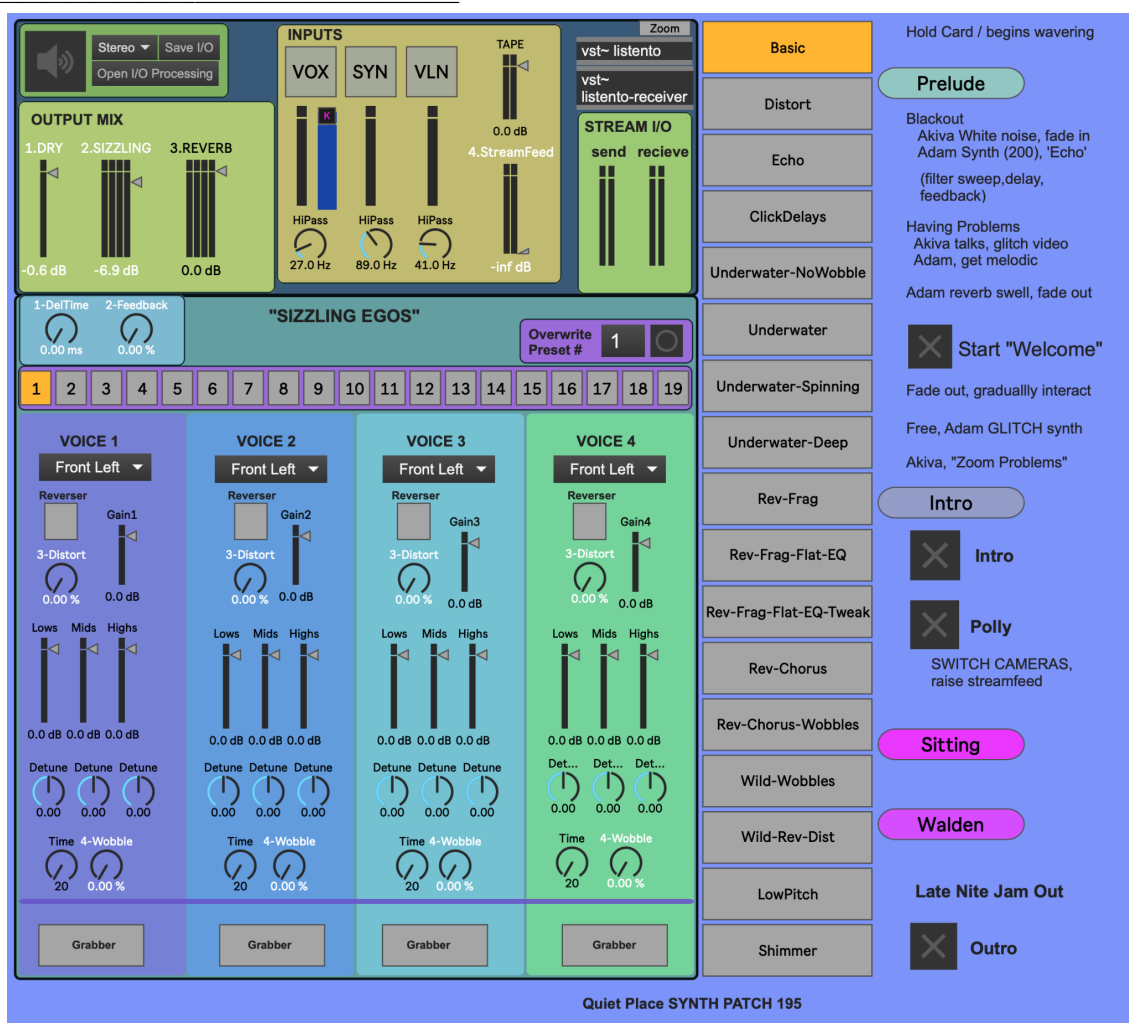 Stereo
Save I/O
Open I/O Processing
OUTPUT MIX
1.DRY
2.SIZZLING
3.REVERB
-0.6 dB
-6.9 dB
0.0 dB
INPUTS
VOX
SYN
VLN
TAPE
0.0 dB
K
4.StreamFeed
HiPass
HiPass
HiPass
27.0 Hz
89.0 Hz
41.0 Hz
-inf dB
Zoom
vst~ listento
vst~
listento-receiver
STREAM I/O
send
recieve
1-DelTime
2-Feedback
0.00 ms
0.00 %
"SIZZLING EGOS"
Overwrite
Preset #
1
1 2 3 4 5 6 7 8 9 10 11 12 13 14 15 16 17 18 19
VOICE 1
Front Left
Reverser
Gain1
3-Distort
0.00 %
0.0 dB
Lows Mids Highs
0.0 dB 0.0 dB 0.0 dB
Detune Detune Detune
0.00 0.00 0.00
Time 4-Wobble
20 0.00 %
Grabber
VOICE 2
Front Left
Reverser
Gain2
3-Distort
0.00 %
0.0 dB
Lows Mids Highs
0.0 dB 0.0 dB 0.0 dB
Detune Detune Detune
0.00 0.00 0.00
Time 4-Wobble
20 0.00 %
Grabber
VOICE 3
Front Left
Reverser
Gain3
3-Distort
0.00 %
0.0 dB
Lows Mids Highs
0.0 dB 0.0 dB 0.0 dB
Detune Detune Detune
0.00 0.00 0.00
Time 4-Wobble
20 0.00 %
Grabber
VOICE 4
Front Left
Reverser
Gain4
3-Distort
0.00 %
0.0 dB
Lows Mids Highs
0.0 dB 0.0 dB 0.0 dB
Det... Det... Det...
0.00 0.00 0.00
Time 4-Wobble
20 0.00 %
Grabber
Basic
Distort
Echo
ClickDelays
Underwater-NoWobble
Underwater
Underwater-Spinning
Underwater-Deep
Rev-Frag
Rev-Frag-Flat-EQ
Rev-Frag-Flat-EQ-Tweak
Rev-Chorus
Rev-Chorus-Wobbles
Wild-Wobbles
Wild-Rev-Dist
LowPitch
Shimmer
Hold Card / begins wavering
Prelude
Blackout
Akiva White noise, fade in
Adam Synth (200), 'Echo'
(filter sweep,delay,
feedback)
Having Problems
Akiva talks, glitch video
Adam, get melodic
Adam reverb swell, fade out
Start "Welcome"
Fade out, graduallly interact
Free, Adam GLITCH synth
Akiva, "Zoom Problems"
Intro
Intro
Polly
SWITCH CAMERAS,
raise streamfeed
Sitting
Walden
Late Nite Jam Out
Outro
Quiet Place SYNTH PATCH 195